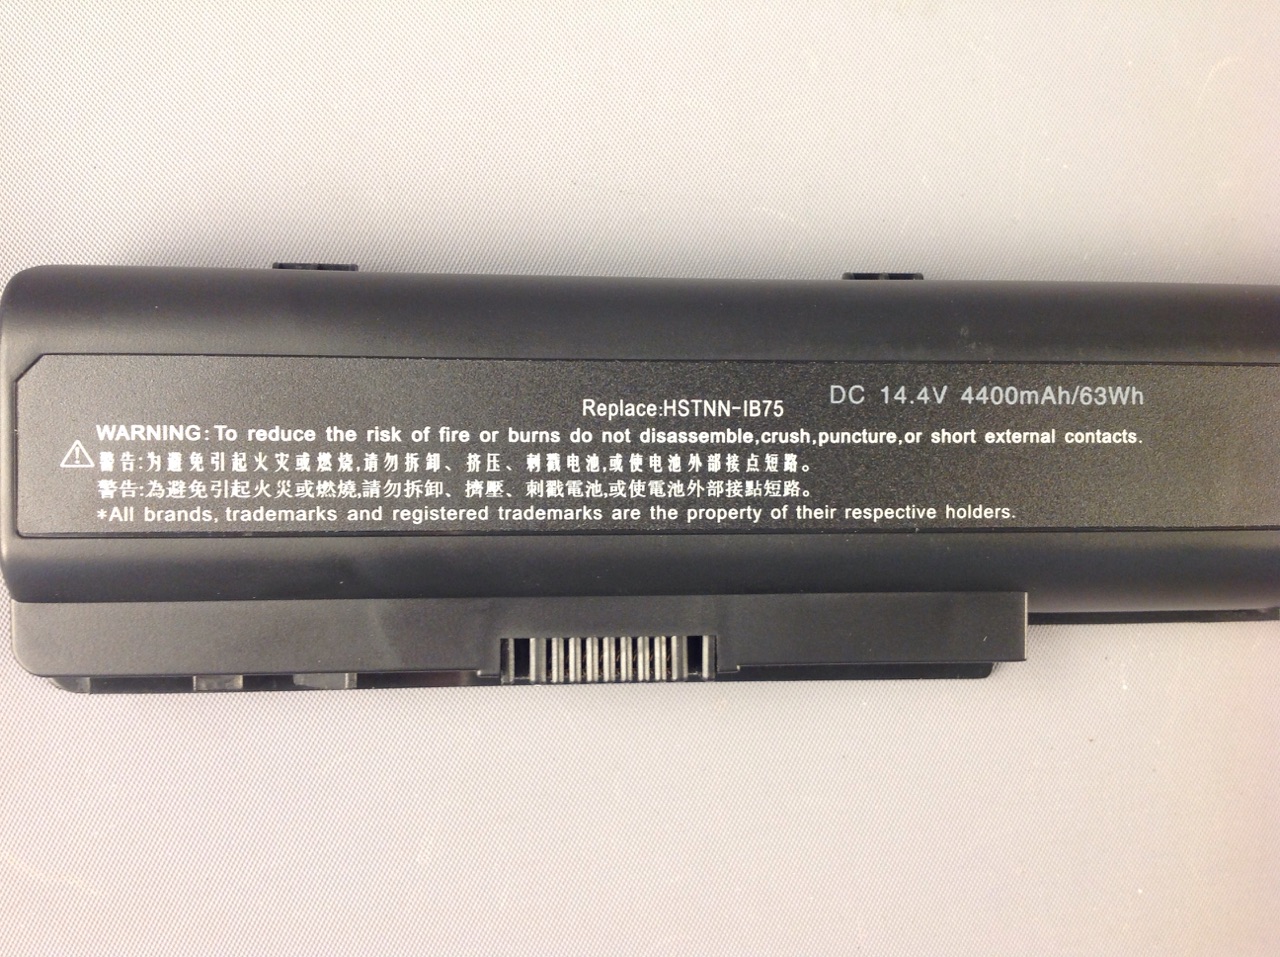 DC 14.4V 4400mAh/63Wh
Replace:HSTNN-IB75
WARNING: To reduce the risk of fire or burns do not disassemble,crush,puncture,or short external contacts.
警告:为避免引起火灾或燃烧,请勿拆卸、挤压、刺戳电池,或使电池外部接点短路。
警告:為避免引起火災或燃燒,請勿拆卸、擠壓、刺戳電池,或使電池外部接點短路。
*All brands, trademarks and registered trademarks are the property of their respective holders.